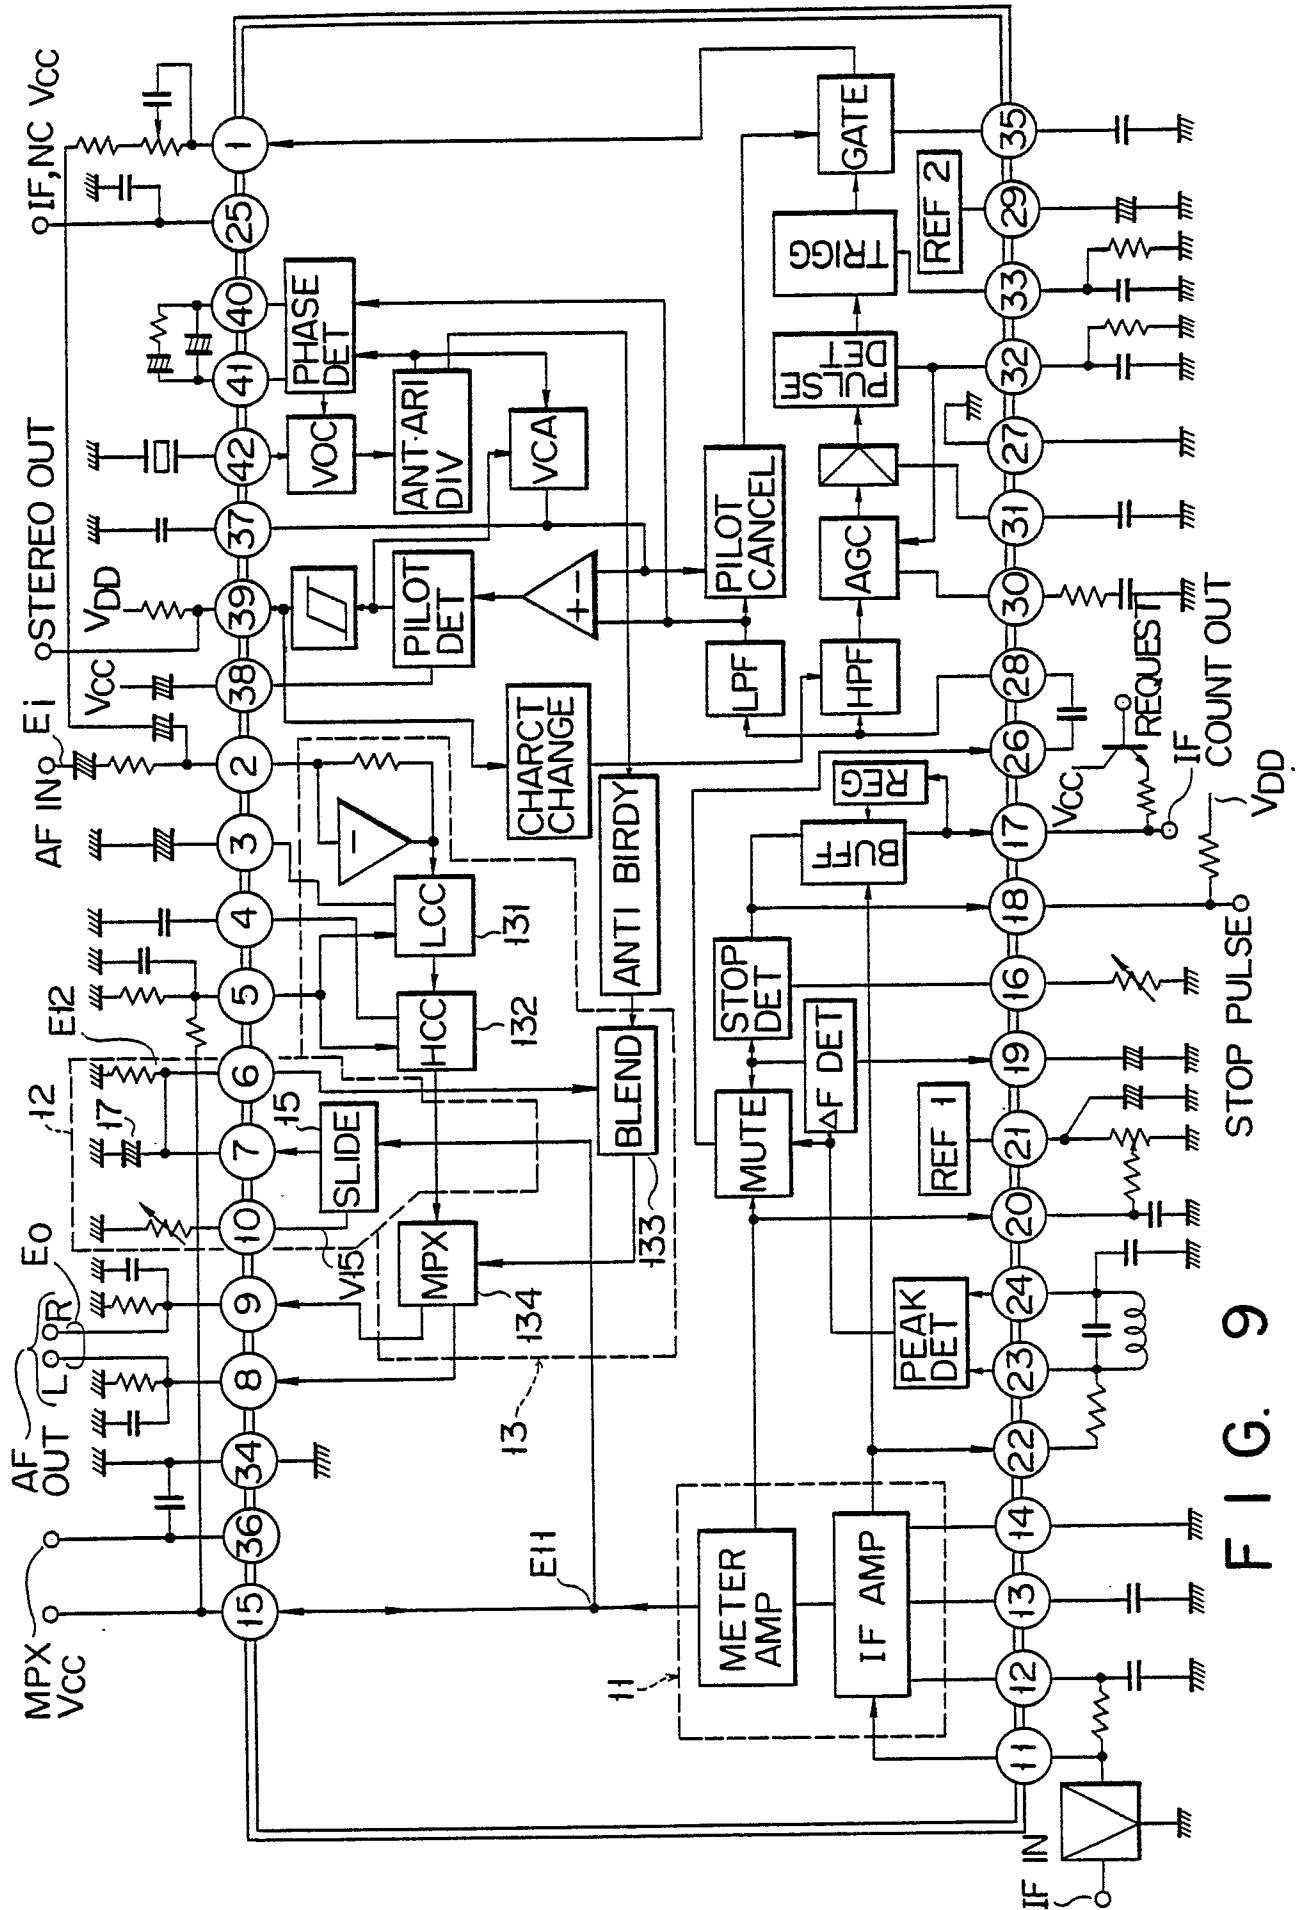 MPX
VCC
AF
OUT
L
R
Eo
12
17
E12
AF IN
Ei
VCC
VDD
STEREO OUT
IF, NC VCC
15
36
34
8
9
10
7
6
5
4
3
2
38
39
37
42
41
40
25
1
V15
SLIDE
15
MPX
134
HCC
132
LCC
131
−
13
BLEND
133
ANTI BIRDY
CHARCT
CHANGE
PILOT
DET
+ −
VOC
ANT·ARI
DIV
PHASE
DET
VCA
E11
11
METER
AMP
IF AMP
MUTE
STOP
DET
ΔF DET
PEAK
DET
REF 1
BUFF
REG
LPF
HPF
PILOT
CANCEL
AGC
PULSE
DET
TRIGG
GATE
REF 2
11
12
13
14
22
23
24
20
21
19
16
18
17
26
28
30
31
27
32
33
29
35
IF IN
STOP PULSE
VDD
IF
COUNT OUT
VCC
REQUEST
FIG. 9